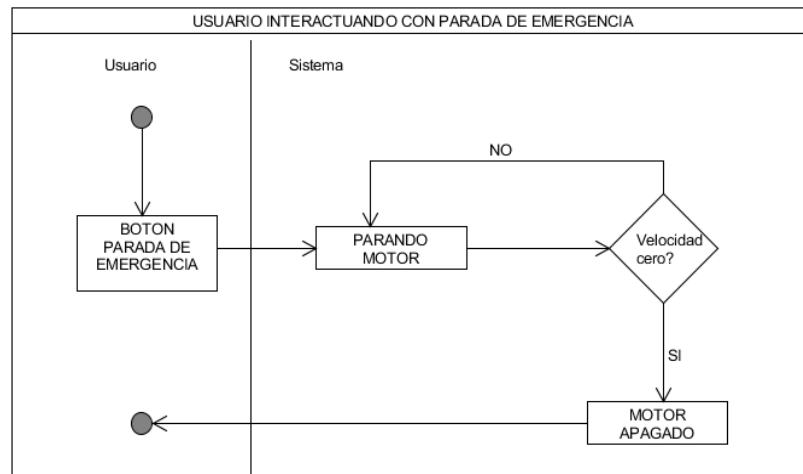 USUARIO INTERACTUANDO CON PARADA DE EMERGENCIA
Usuario
Sistema
NO
BOTON
PARADA DE
EMERGENCIA
PARANDO
MOTOR
Velocidad
cero?
SI
MOTOR
APAGADO